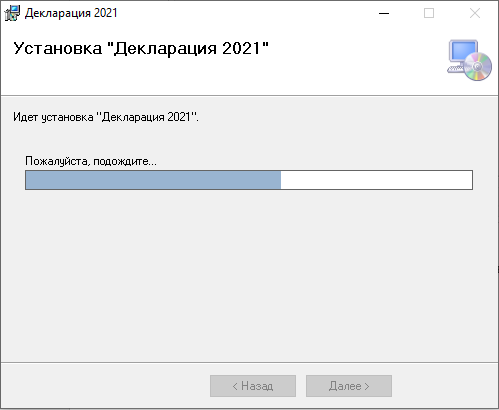 Декларация 2021
Установка "Декларация 2021"
Идет установка "Декларация 2021".
Пожалуйста, подождите...
< Назад
Далее >